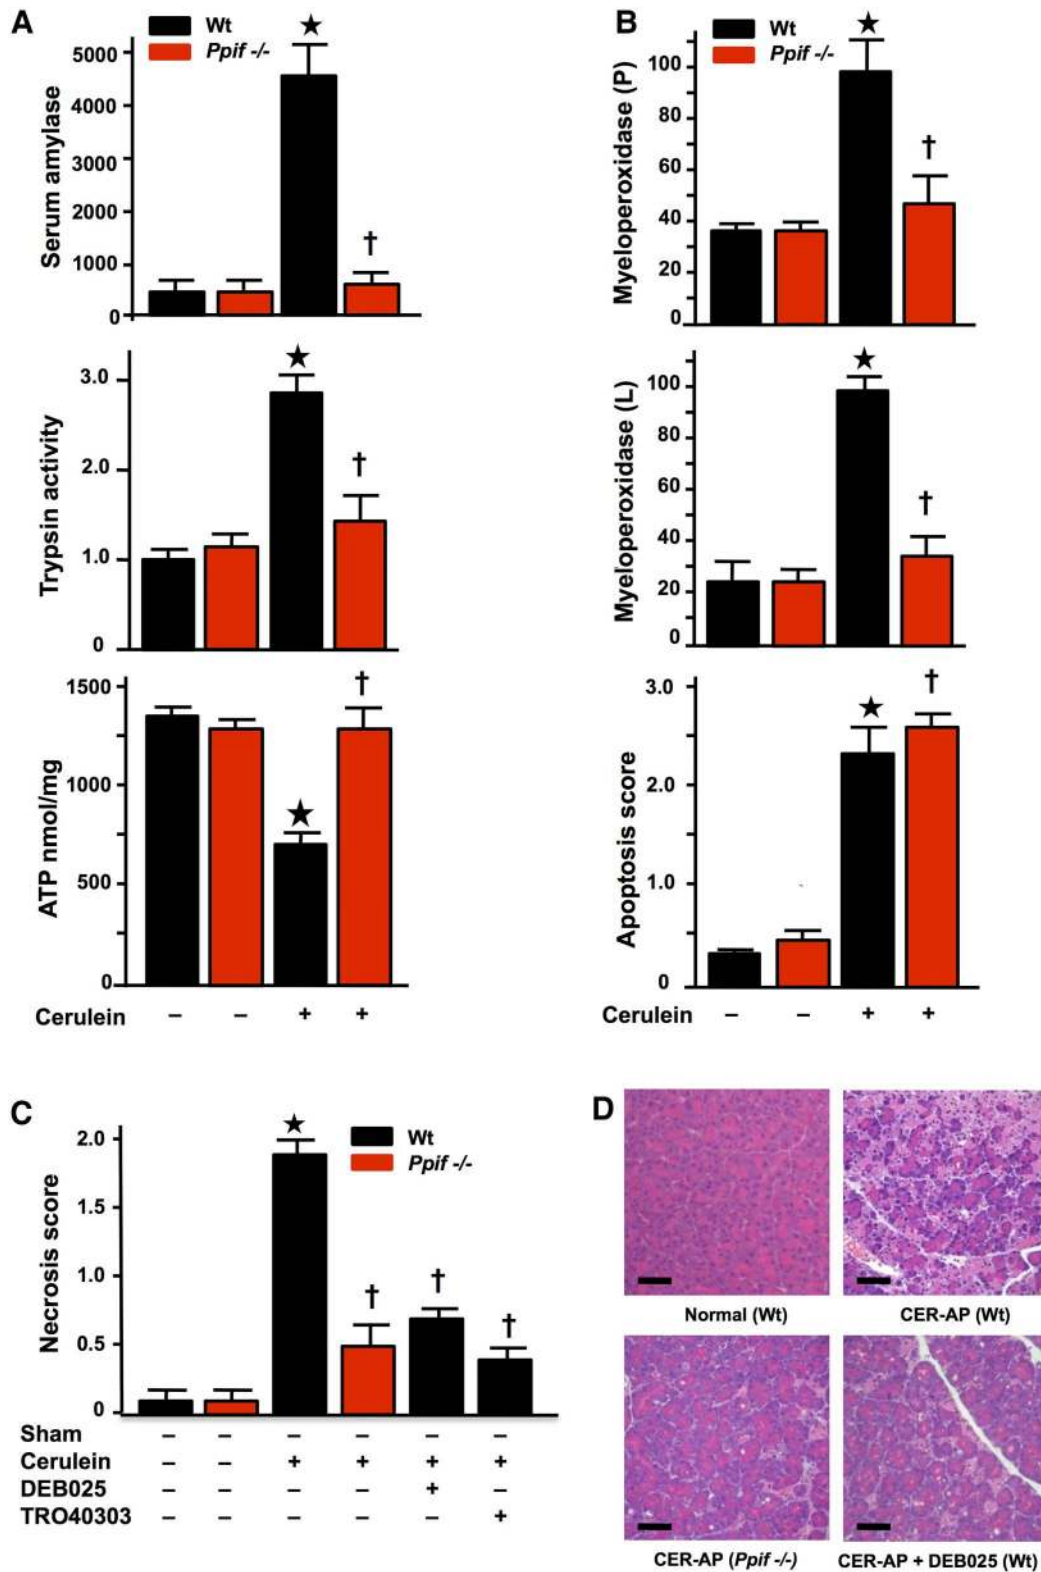 A
Wt
Ppif -/-
★
Serum amylase
5000
4000
3000
2000
1000
0
†
Trypsin activity
3.0
2.0
1.0
0
★
†
ATP nmol/mg
1500
1000
500
0
★
†
Cerulein – – + +
B
Wt
Ppif -/-
★
Myeloperoxidase (P)
100
80
60
40
20
0
†
Myeloperoxidase (L)
100
80
60
40
20
0
★
†
Apoptosis score
3.0
2.0
1.0
0
★
†
Cerulein – – + +
C
Wt
Ppif -/-
★
Necrosis score
2.0
1.5
1.0
0.5
0
†
†
†
Sham – – – – – –
Cerulein – – + + + +
DEB025 – – – – + –
TRO40303 – – – – – +
D
Normal (Wt)
CER-AP (Wt)
CER-AP (Ppif -/-)
CER-AP + DEB025 (Wt)